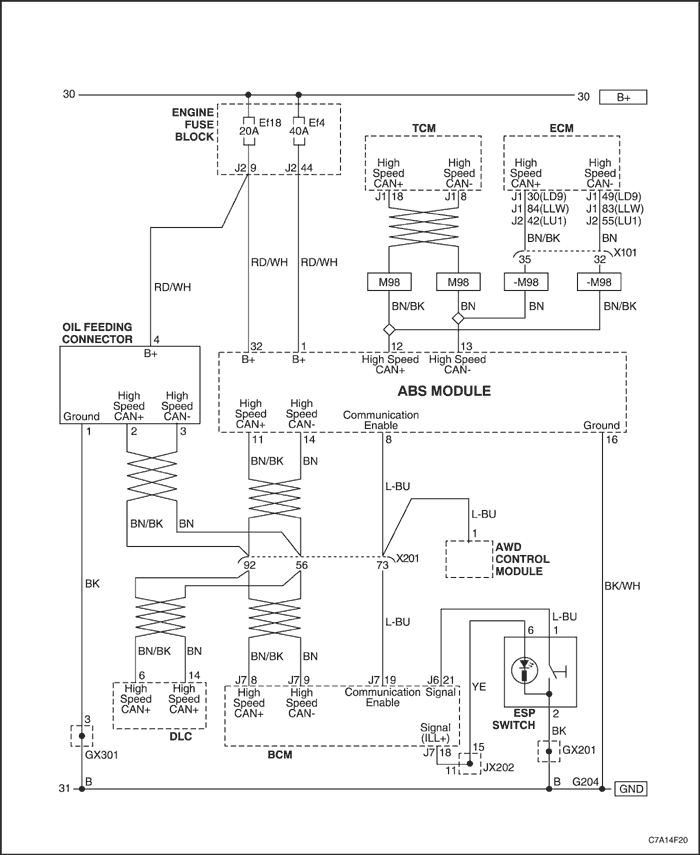 30
30 B+
ENGINE
FUSE
BLOCK
Ef18
20A
Ef4
40A
J2 9
J2 44
TCM
High
Speed
CAN+
High
Speed
CAN-
J1 18
J1 8
ECM
High
Speed
CAN+
High
Speed
CAN-
J1 30(LD9)
J1 84(LLW)
J2 42(LU1)
J1 49(LD9)
J1 83(LLW)
J2 55(LU1)
BN/BK
BN
35
32
X101
M98
M98
-M98
-M98
BN/BK
BN
BN
BN/BK
RD/WH
RD/WH
RD/WH
OIL FEEDING
CONNECTOR
4
B+
High
Speed
CAN+
High
Speed
CAN-
Ground
1
2
3
32
B+
1
B+
12
High Speed
CAN+
13
High Speed
CAN-
ABS MODULE
High
Speed
CAN+
High
Speed
CAN-
Communication
Enable
Ground
11
14
8
16
BN/BK
BN
L-BU
BN/BK
BN
L-BU
1
AWD
CONTROL
MODULE
92
56
73
X201
BK
BK/WH
L-BU
L-BU
BN/BK
BN
BN/BK
BN
6
14
High
Speed
CAN+
High
Speed
CAN+
DLC
J7 8
J7 9
J7 19
J6 21
High
Speed
CAN+
High
Speed
CAN-
Communication
Enable
Signal
Signal
(ILL+)
BCM
J7 18
11
15
JX202
YE
6
1
ESP
SWITCH
2
BK
GX201
3
GX301
31
B
B
G204
GND
C7A14F20